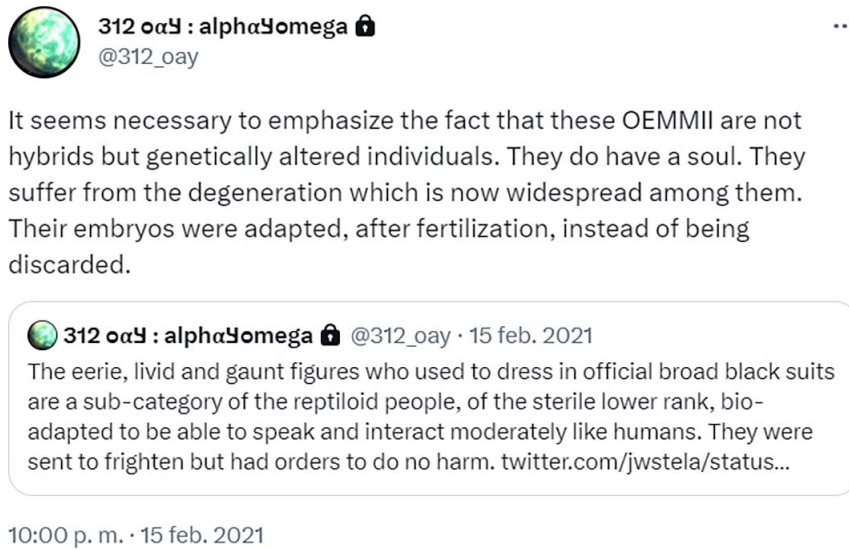 312 oαY : alphαYomega
@312_oay
It seems necessary to emphasize the fact that these OEMMII are not
hybrids but genetically altered individuals. They do have a soul. They
suffer from the degeneration which is now widespread among them.
Their embryos were adapted, after fertilization, instead of being
discarded.
312 oαY : alphαYomega @312_oay · 15 feb. 2021
The eerie, livid and gaunt figures who used to dress in official broad black suits
are a sub-category of the reptiloid people, of the sterile lower rank, bio-
adapted to be able to speak and interact moderately like humans. They were
sent to frighten but had orders to do no harm. twitter.com/jwstela/status...
10:00 p. m. · 15 feb. 2021